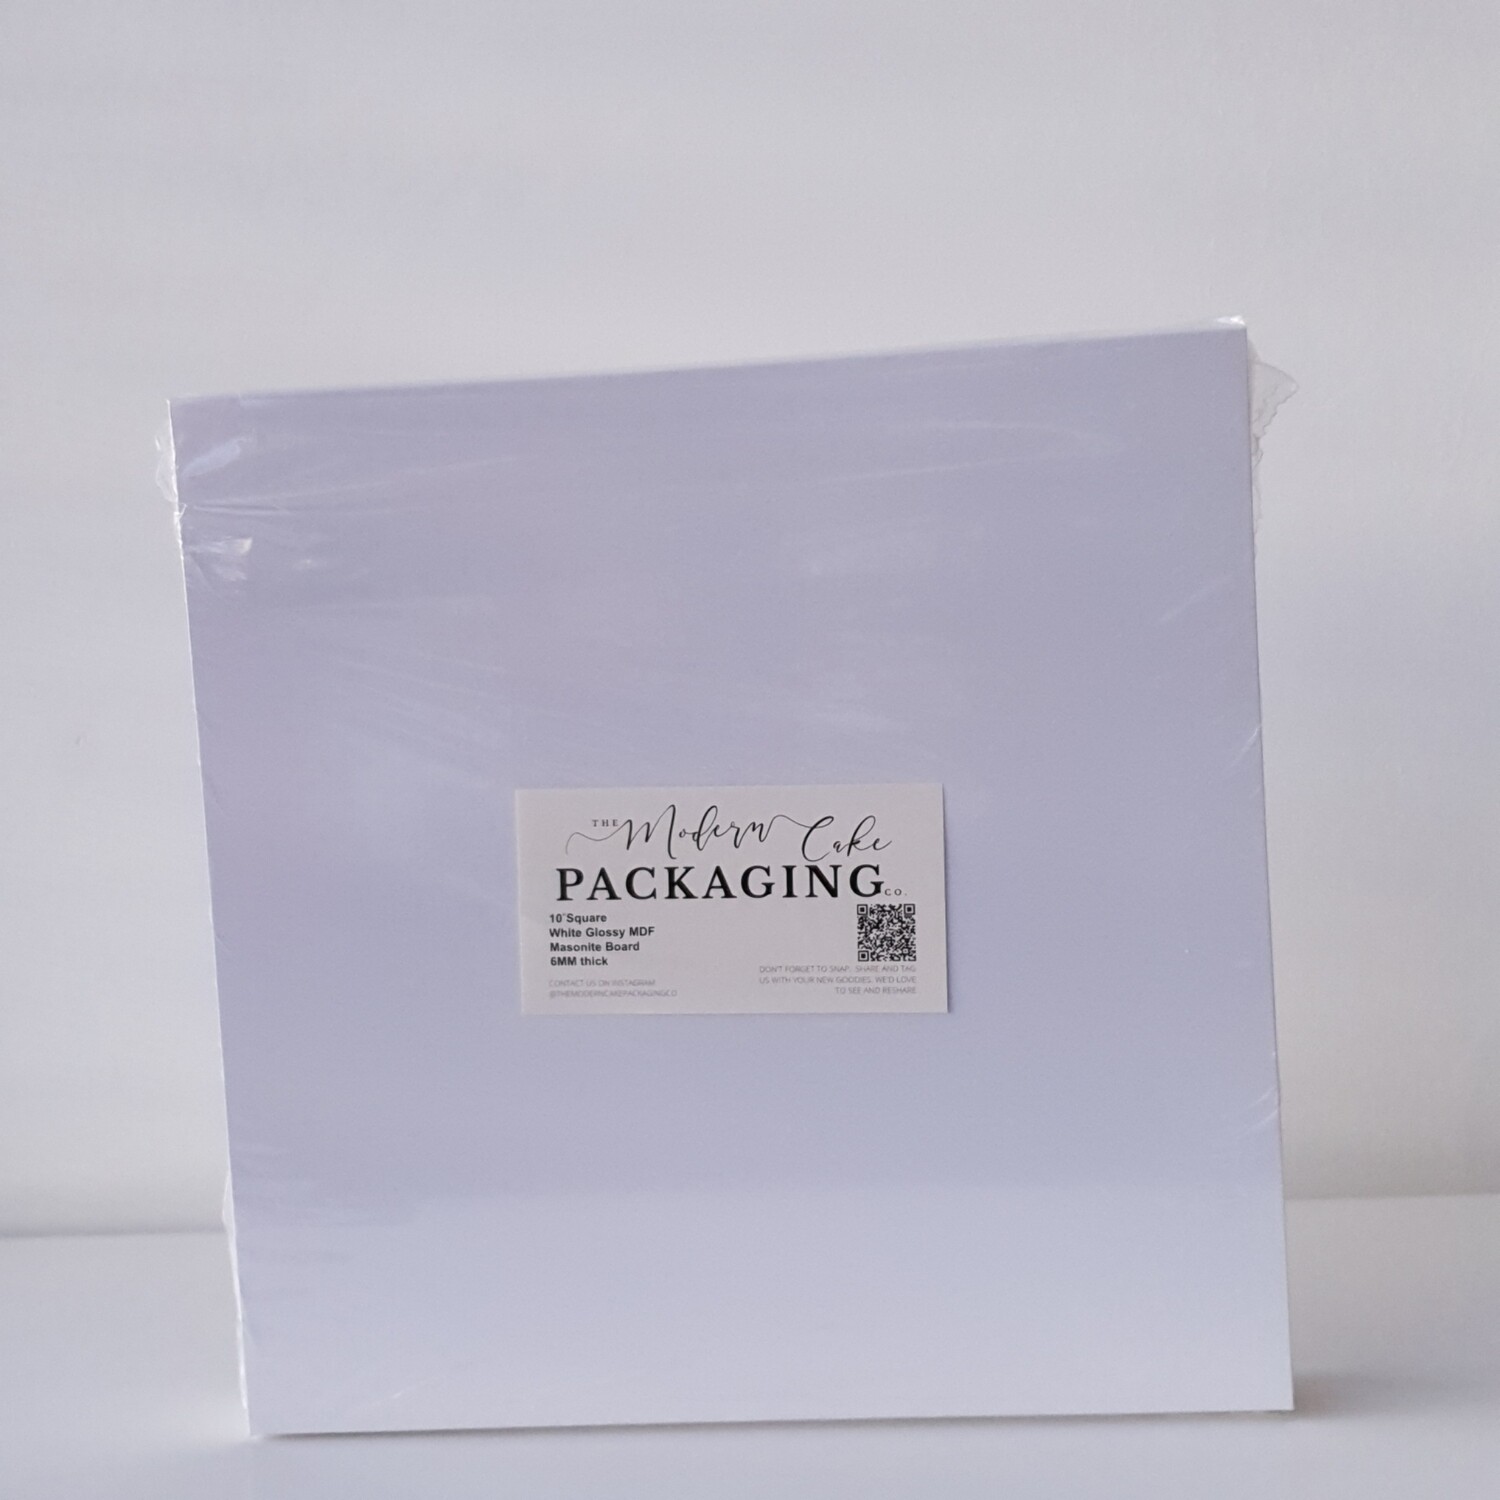 THE Modern Cake
PACKAGING CO.
10"Square
White Glossy MDF
Masonite Board
6MM thick
CONTACT US ON INSTAGRAM
@THEMODERNCAKEPACKAGINGCO
DON'T FORGET TO SNAP, SHARE AND TAG
US WITH YOUR NEW GOODIES, WE'D LOVE
TO SEE AND RESHARE